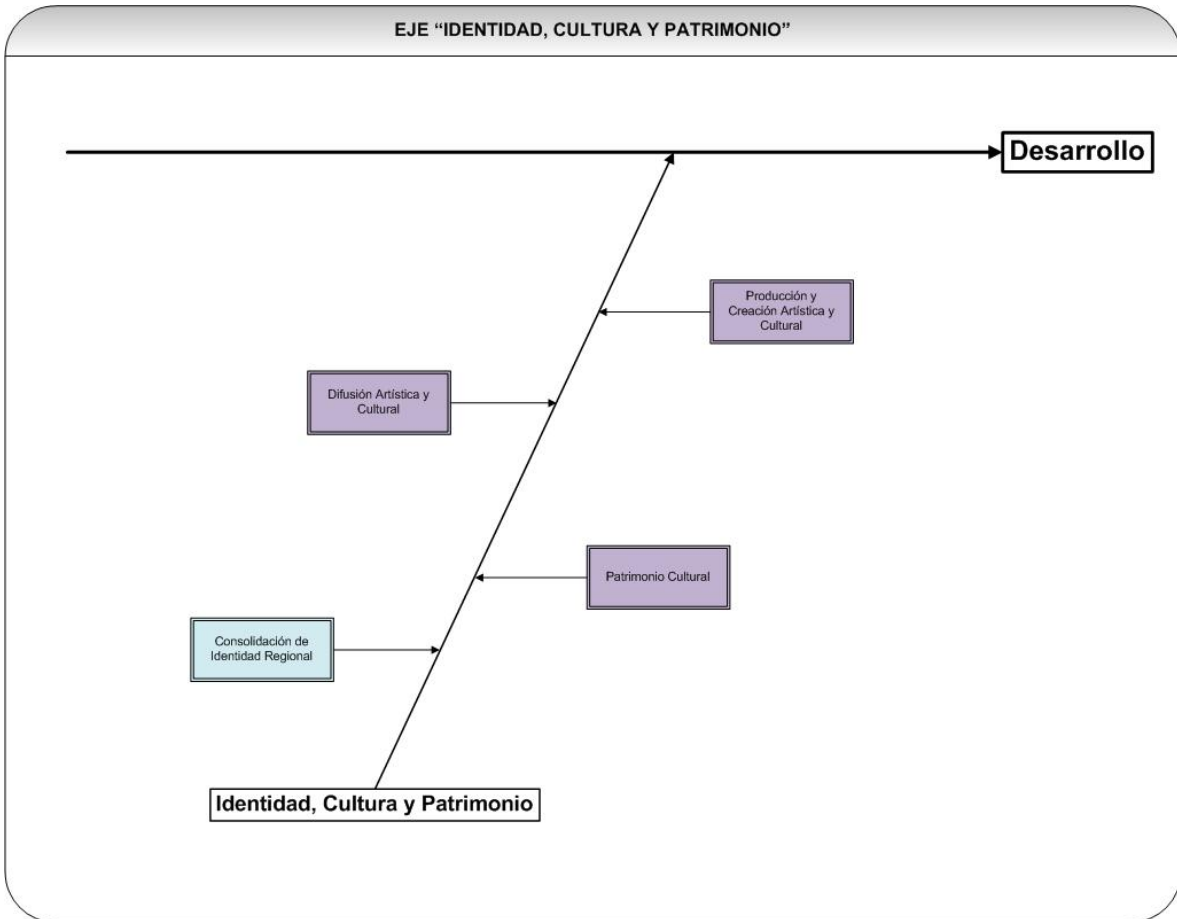 EJE “IDENTIDAD, CULTURA Y PATRIMONIO”
Desarrollo
Producción y
Creación Artística y
Cultural
Difusión Artística y
Cultural
Patrimonio Cultural
Consolidación de
Identidad Regional
Identidad, Cultura y Patrimonio